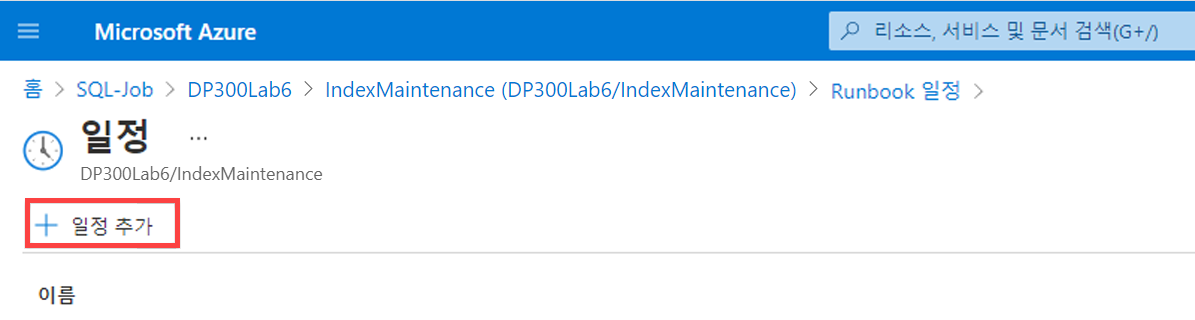 Microsoft Azure 리소스, 서비스 및 문서 검색(G+/)
홈 > SQL-Job > DP300Lab6 > IndexMaintenance (DP300Lab6/IndexMaintenance) > Runbook 일정 >
일정 ...
DP300Lab6/IndexMaintenance
+ 일정 추가
이름